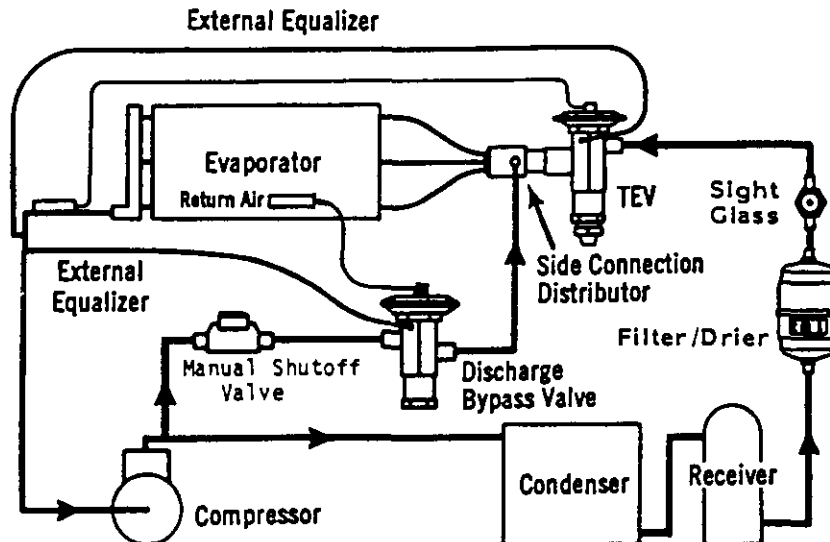 External Equalizer
Evaporator
Return Air
TEV
Sight
Glass
External
Equalizer
Side Connection
Distributor
Filter/Drier
Manual Shutoff
Valve
Discharge
Bypass Valve
Compressor
Condenser
Receiver